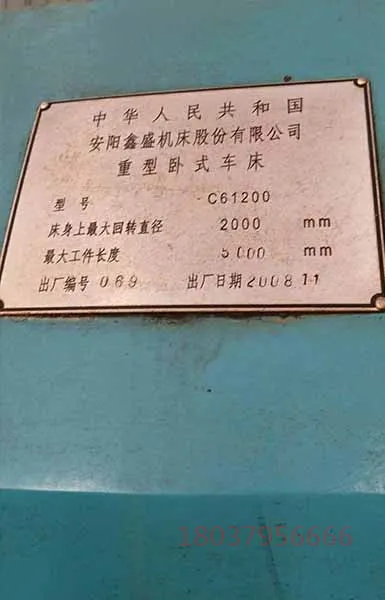 中华人民共和国
安阳鑫盛机床股份有限公司
重型卧式车床
型号 C61200
床身上最大回转直径 2000 mm
最大工件长度 5000 mm
出厂编号 069 出厂日期 2008 11
18037956666